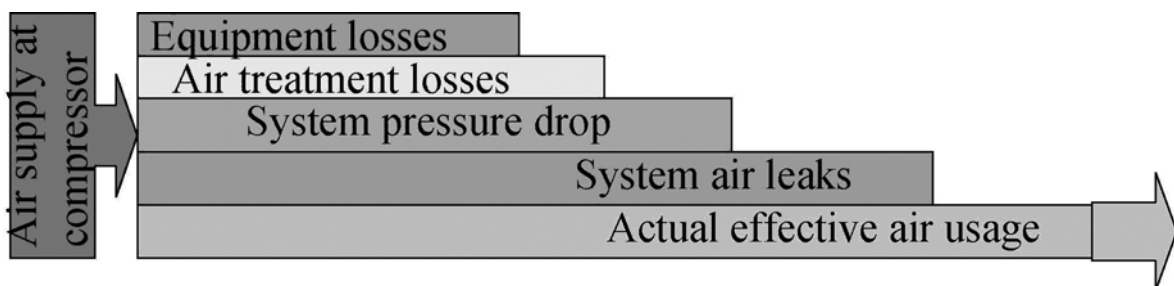 Air supply at
compressor
Equipment losses
Air treatment losses
System pressure drop
System air leaks
Actual effective air usage